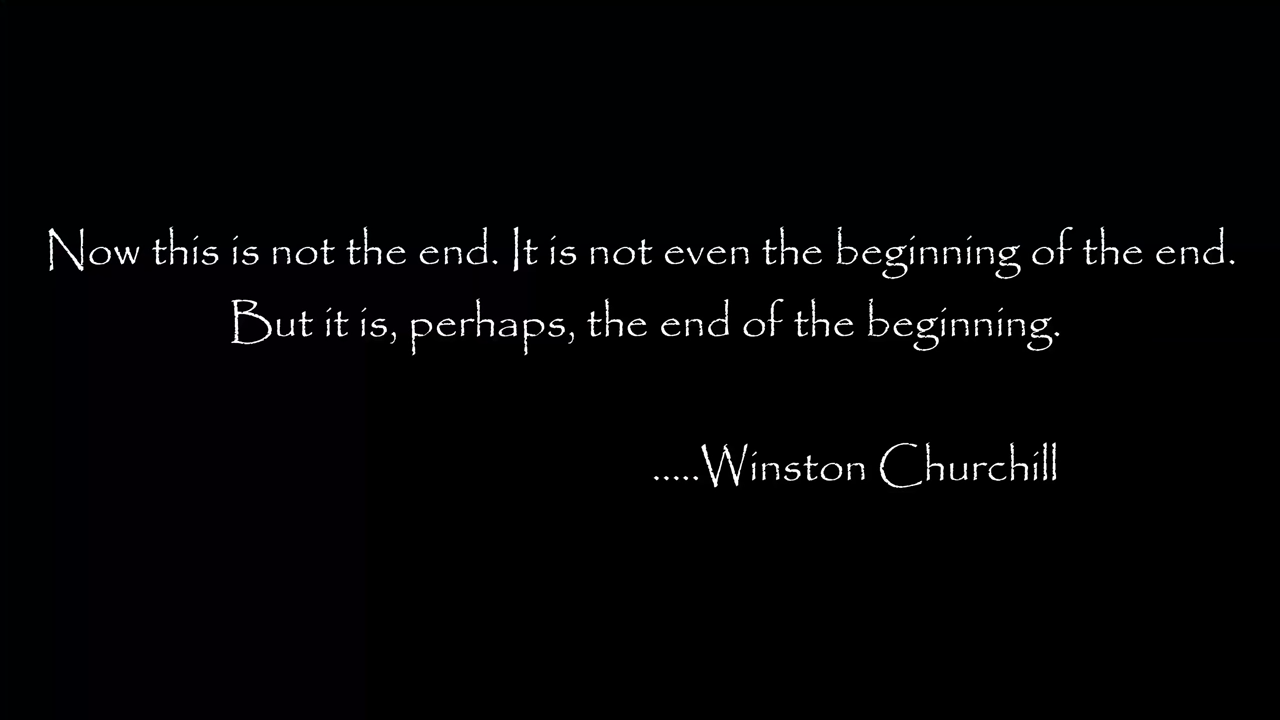 Now this is not the end. It is not even the beginning of the end.
But it is, perhaps, the end of the beginning.
.....Winston Churchill